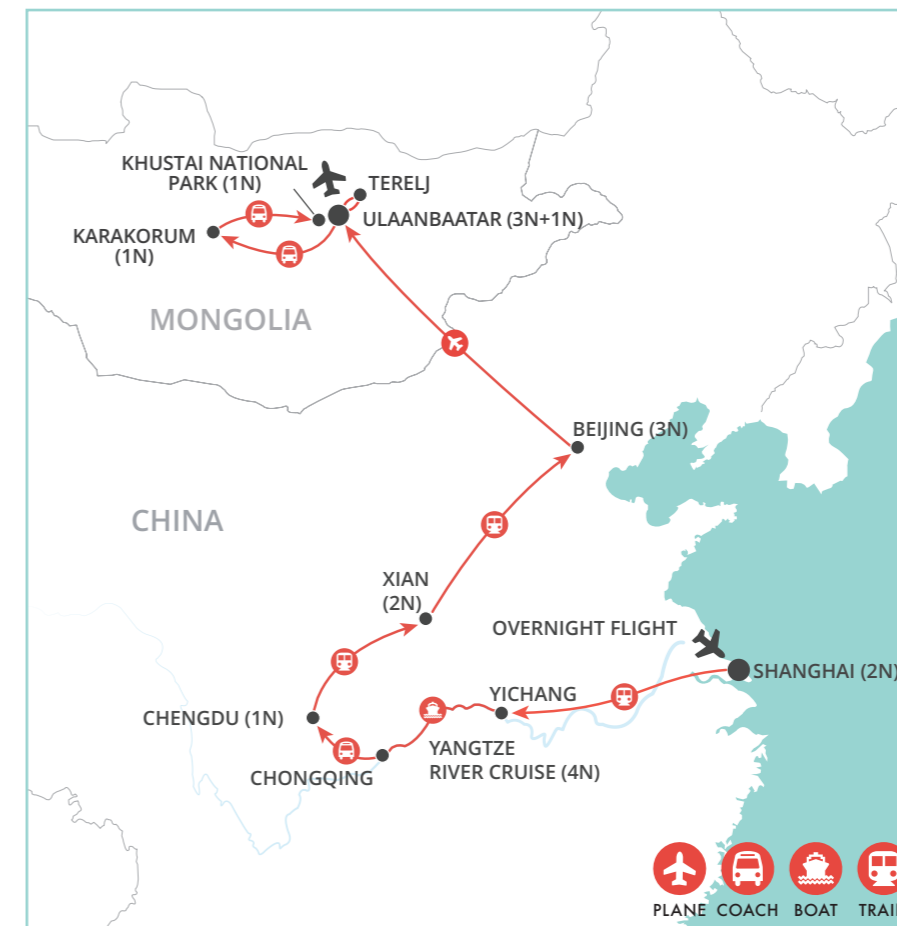 KHUSTAI NATIONAL
PARK (1N)
TERELJ
ULAANBAATAR (3N+1N)
KARAKORUM
(1N)
MONGOLIA
BEIJING (3N)
CHINA
XIAN
(2N)
OVERNIGHT FLIGHT
SHANGHAI (2N)
YICHANG
CHENGDU (1N)
YANGTZE
RIVER CRUISE (4N)
CHONGQING
PLANE COACH BOAT TRAIN